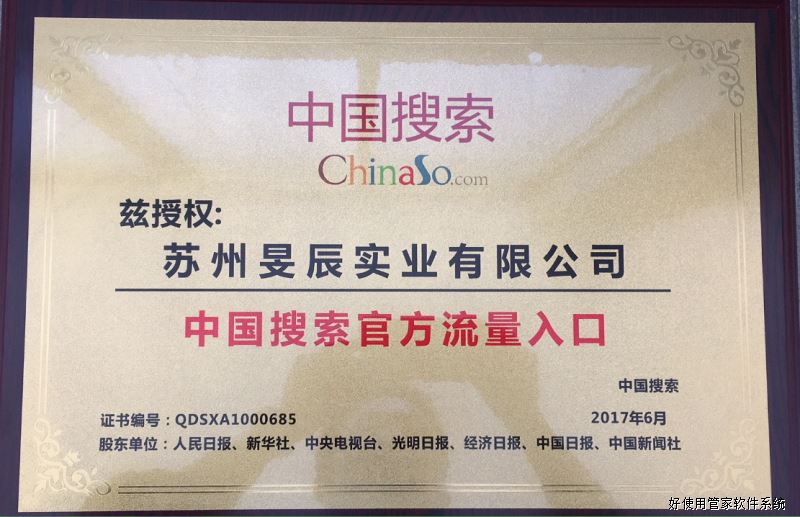 中国搜索
ChinaSo.com
兹授权:
苏州旻辰实业有限公司
中国搜索官方流量入口
中国搜索
证书编号：QDSXA1000685 2017年6月
股东单位：人民日报、新华社、中央电视台、光明日报、经济日报、中国日报、中国新闻社
好使用管家软件系统